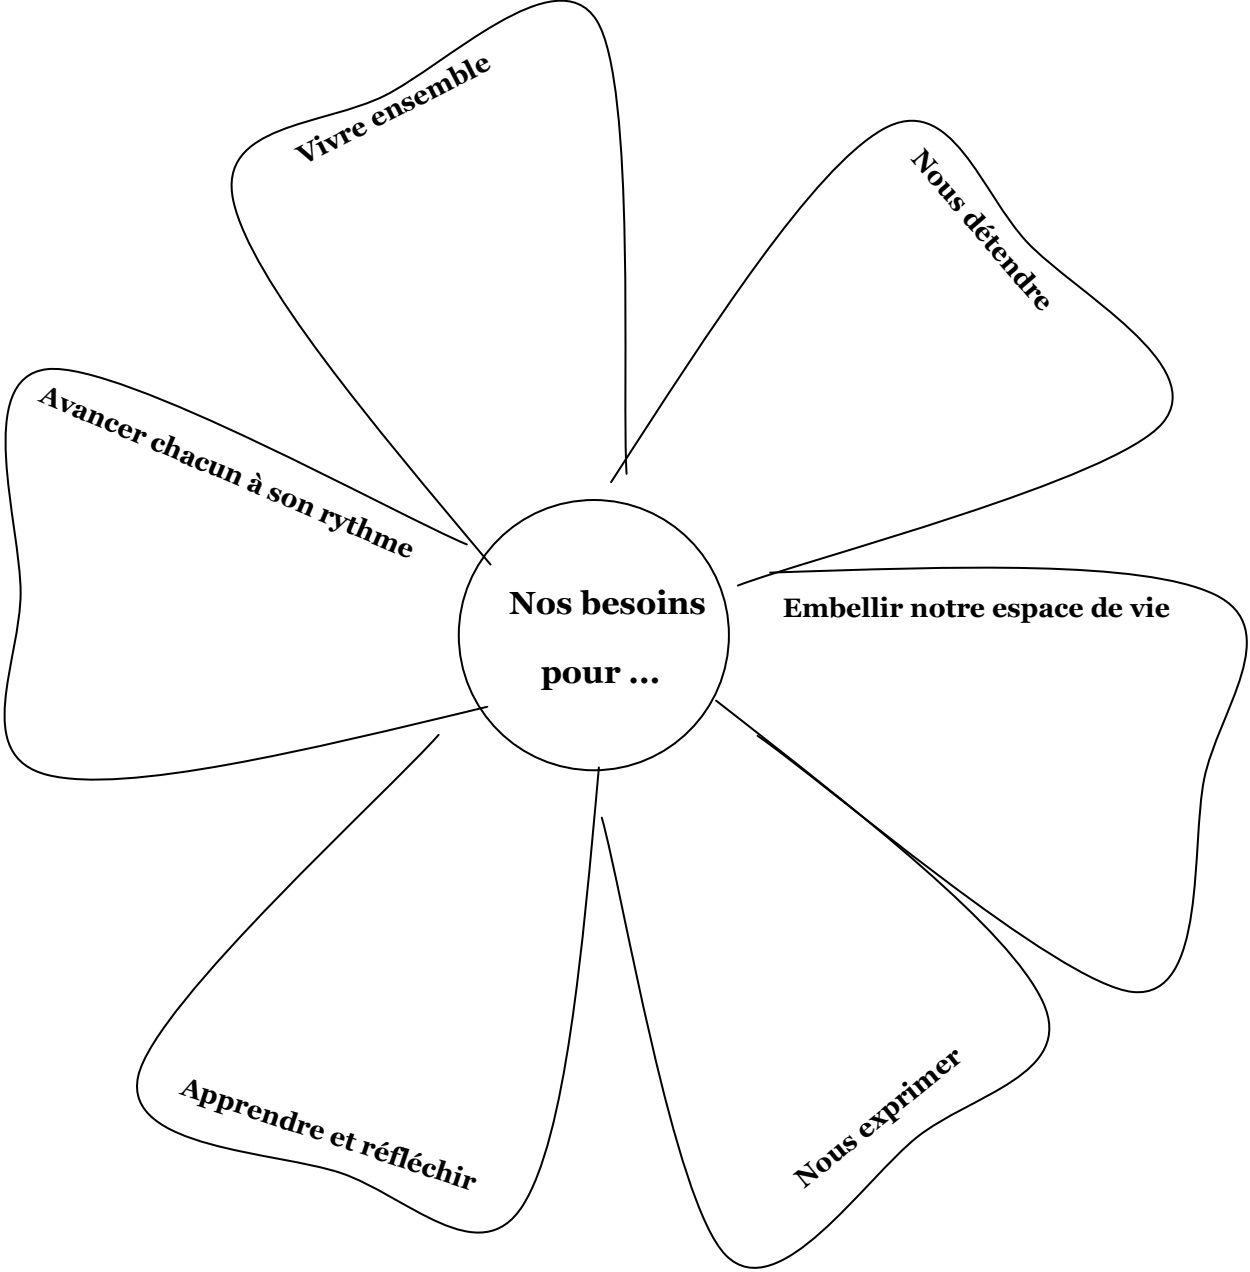 Vivre ensemble
Nous détendre
Avancer chacun à son rythme
Nos besoins
pour ...
Embellir notre espace de vie
Apprendre et réfléchir
Nous exprimer